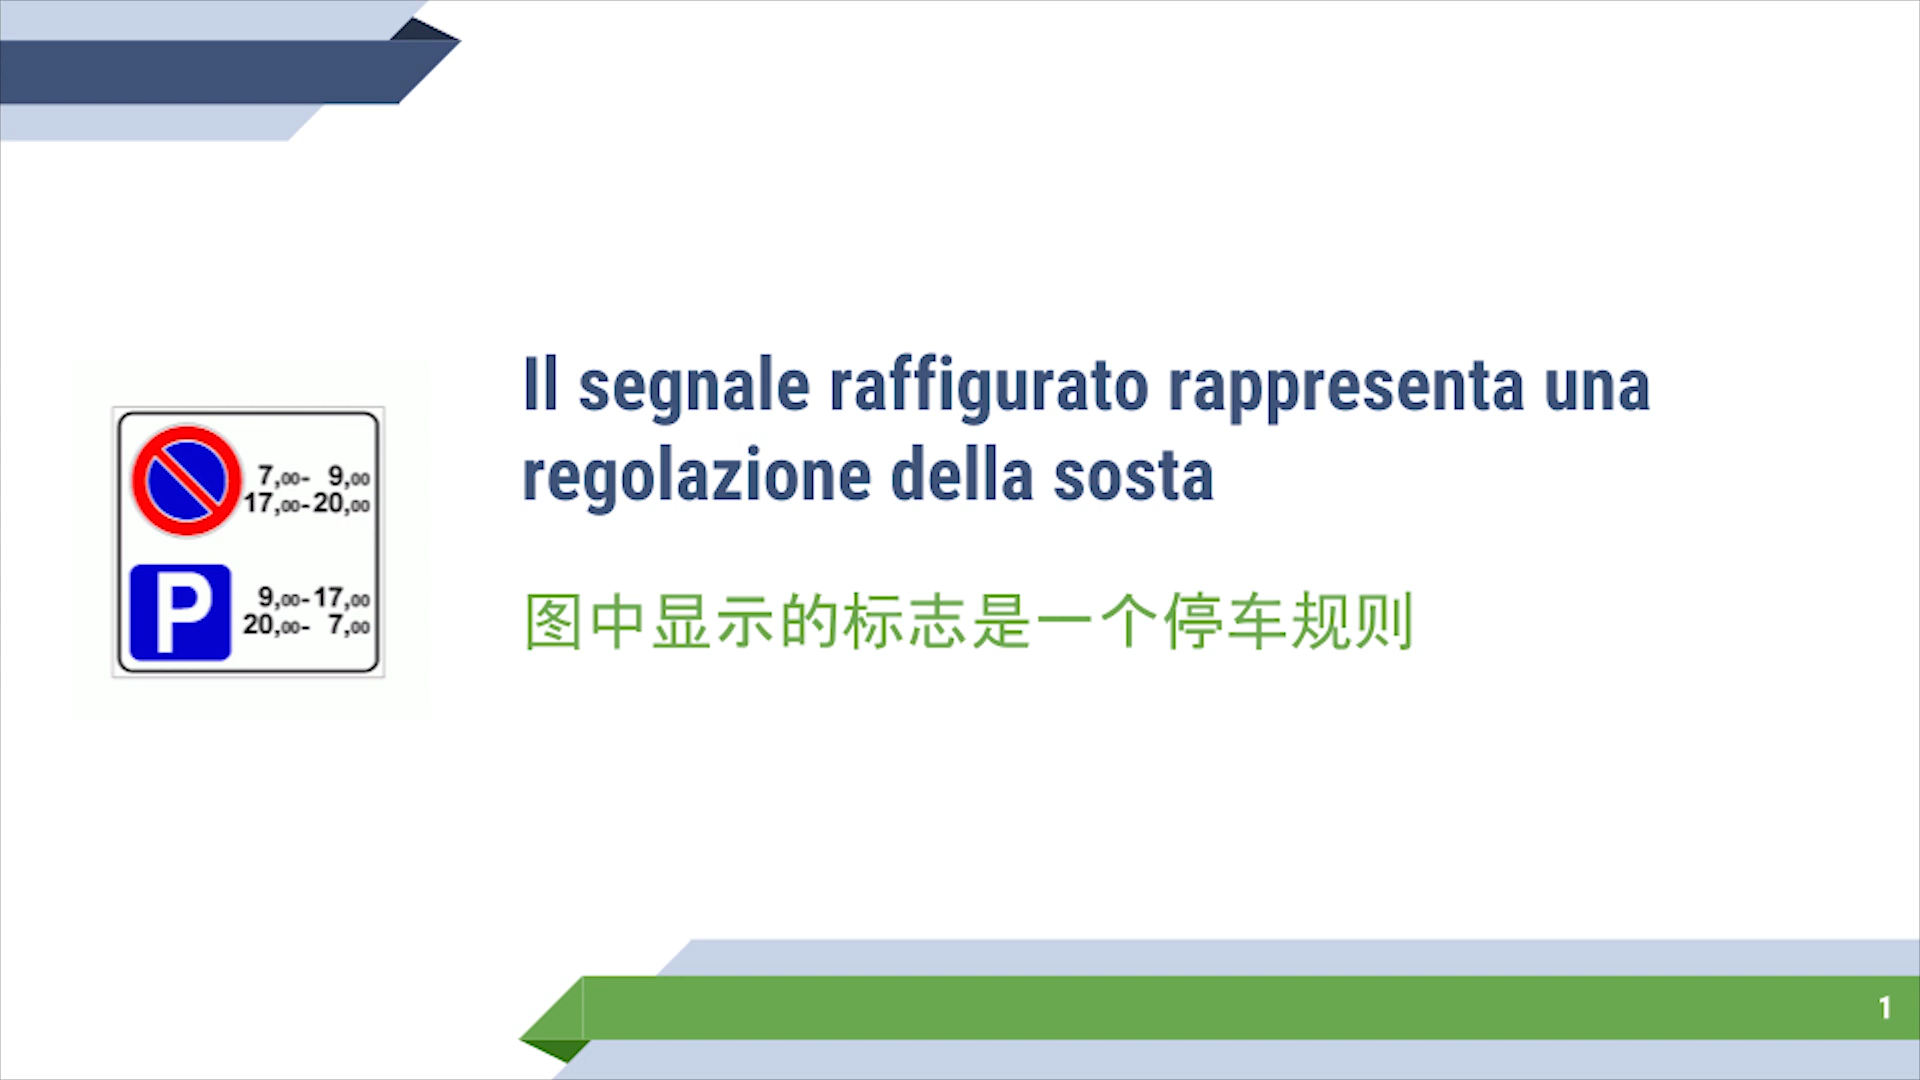 Il segnale raffigurato rappresenta una
regolazione della sosta
图中显示的标志是一个停车规则
7,00- 9,00
17,00-20,00
P
9,00-17,00
20,00- 7,00
1